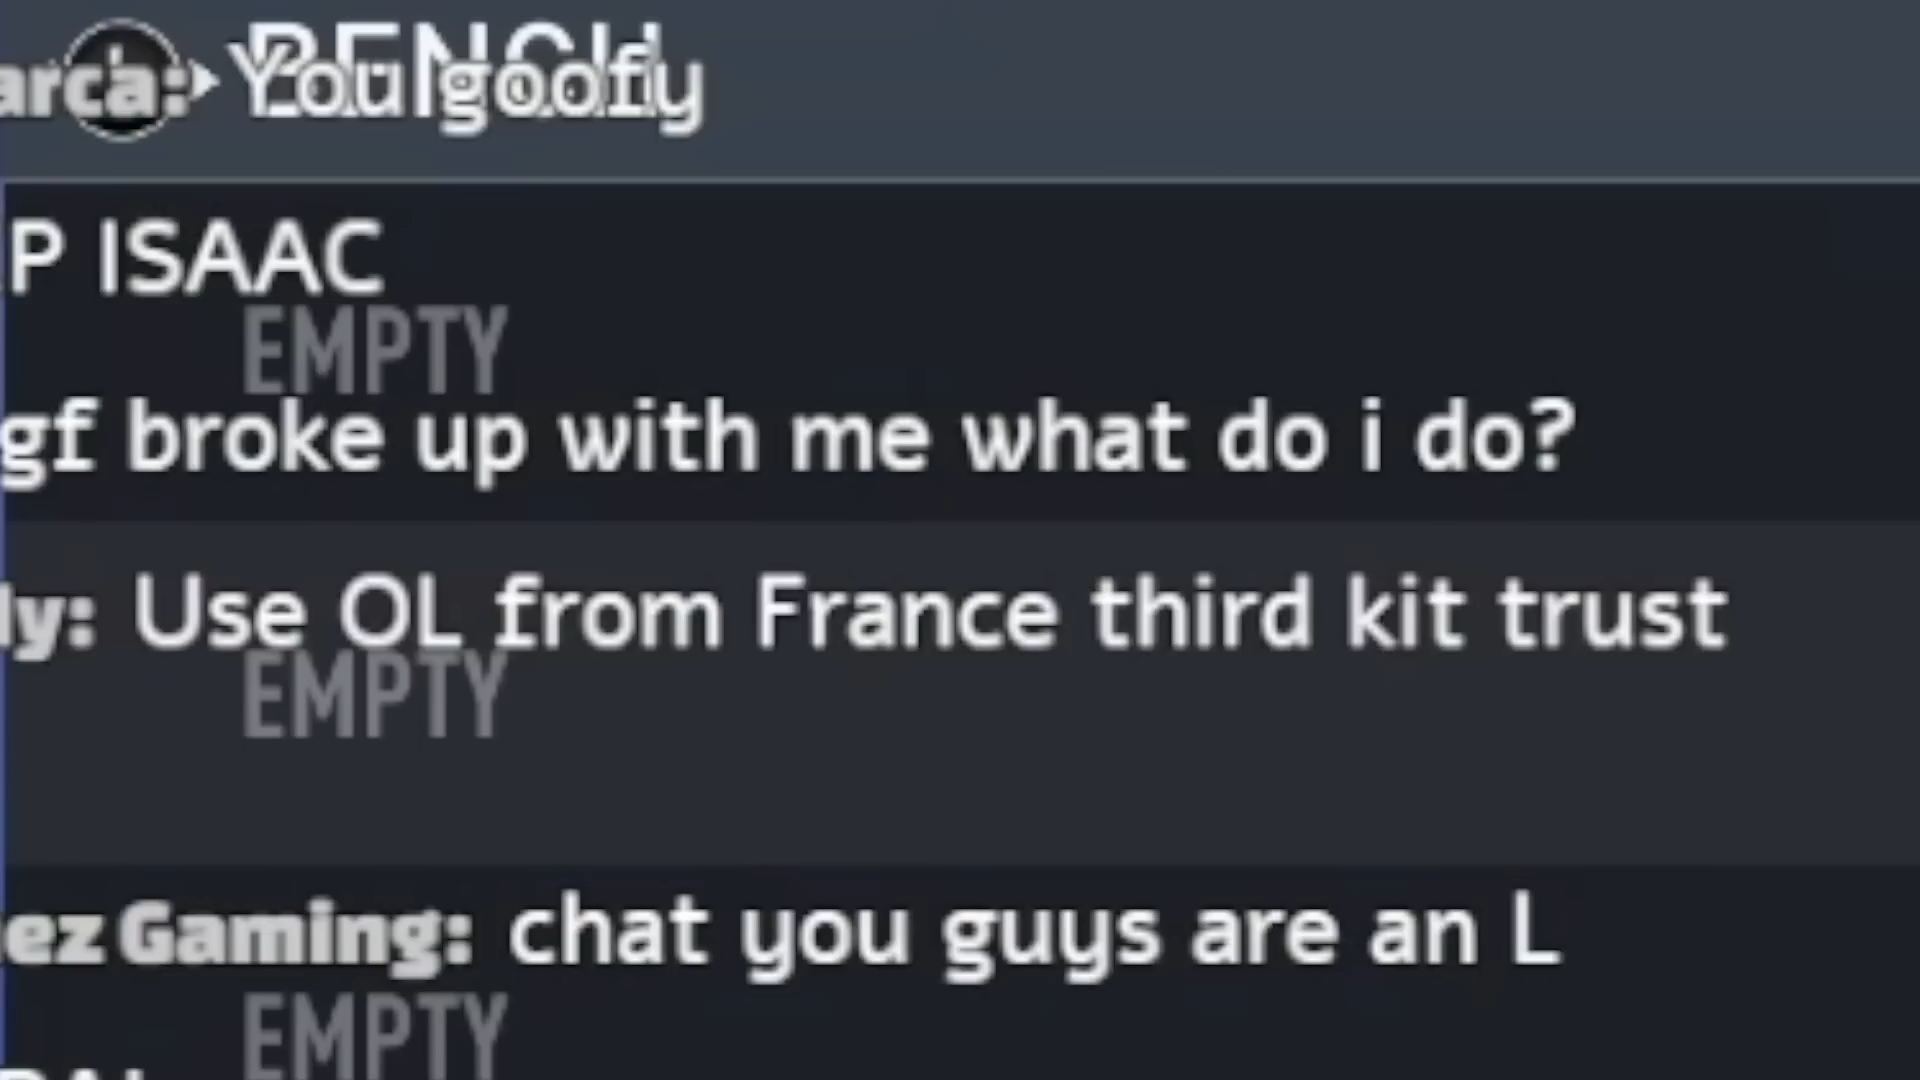 arca: You goofy
BENCH
P ISAAC
EMPTY
gf broke up with me what do i do?
ly: Use OL from France third kit trust
EMPTY
ez Gaming: chat you guys are an L
EMPTY